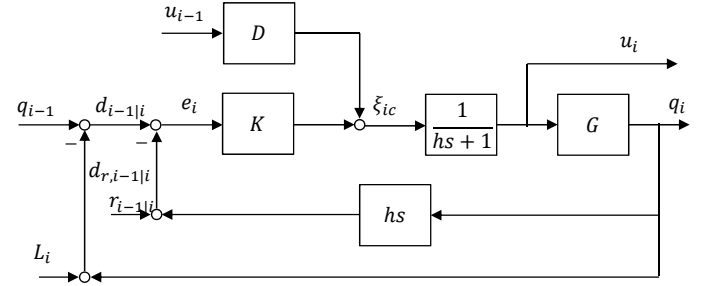 u_{i−1}
D
u_i
q_{i−1}
d_{i−1|i}
e_i
K
ξ_{ic}
1
hs + 1
G
q_i
−
−
d_{r,i−1|i}
r_{i−1|i}
hs
L_i